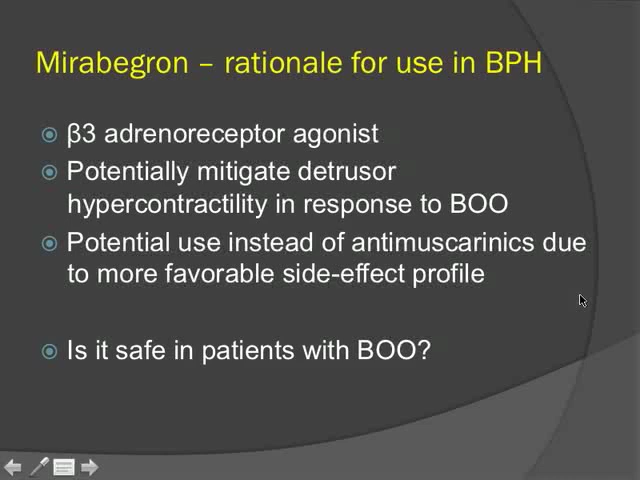 Mirabegron – rationale for use in BPH
β3 adrenoreceptor agonist
Potentially mitigate detrusor
hypercontractility in response to BOO
Potential use instead of antimuscarinics due
to more favorable side-effect profile
Is it safe in patients with BOO?